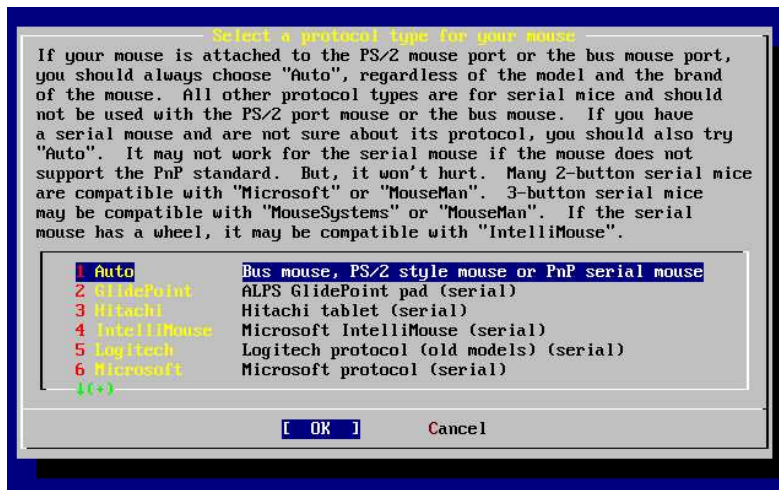 Select a protocol type for your mouse
If your mouse is attached to the PS/2 mouse port or the bus mouse port,
you should always choose "Auto", regardless of the model and the brand
of the mouse.  All other protocol types are for serial mice and should
not be used with the PS/2 port mouse or the bus mouse.  If you have
a serial mouse and are not sure about its protocol, you should also try
"Auto".  It may not work for the serial mouse if the mouse does not
support the PnP standard.  But, it won't hurt.  Many 2-button serial mice
are compatible with "Microsoft" or "MouseMan".  3-button serial mice
may be compatible with "MouseSystems" or "MouseMan".  If the serial
mouse has a wheel, it may be compatible with "IntelliMouse".
1 Auto Bus mouse, PS/2 style mouse or PnP serial mouse
2 GlidePoint ALPS GlidePoint pad (serial)
3 Hitachi Hitachi tablet (serial)
4 IntelliMouse Microsoft IntelliMouse (serial)
5 Logitech Logitech protocol (old models) (serial)
6 Microsoft Microsoft protocol (serial)
↓(+)
[ OK ] Cancel